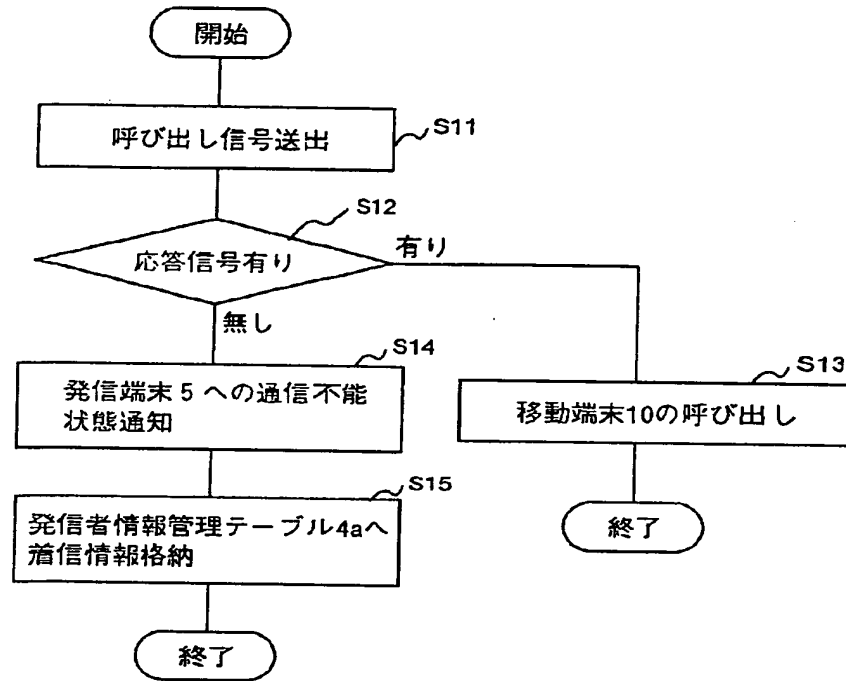 開始
呼び出し信号送出
S11
S12
応答信号有り
有り
無し
S14
発信端末5への通信不能
状態通知
S13
移動端末10の呼び出し
S15
発信者情報管理テーブル4aへ
着信情報格納
終了
終了